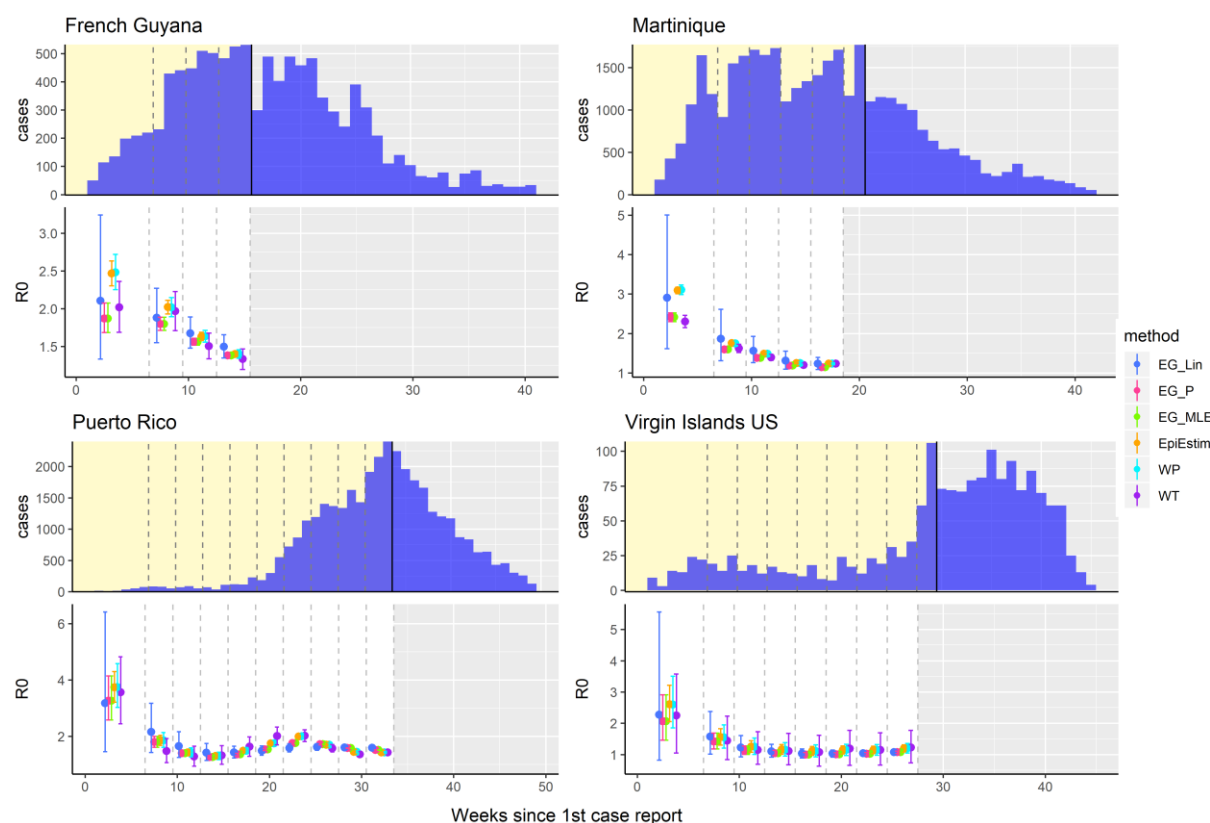 French Guyana
Martinique
500
400
300
200
100
0
cases
1500
1000
500
0
cases
3.0
2.5
2.0
1.5
R0
0 10 20 30 40
5
4
3
2
1
R0
0 10 20 30 40
method
EG_Lin
EG_P
EG_MLE
EpiEstim
WP
WT
Puerto Rico
Virgin Islands US
2000
1500
1000
500
0
cases
100
75
50
25
0
cases
6
4
2
R0
0 10 20 30 40 50
5
4
3
2
1
R0
0 10 20 30 40
Weeks since 1st case report